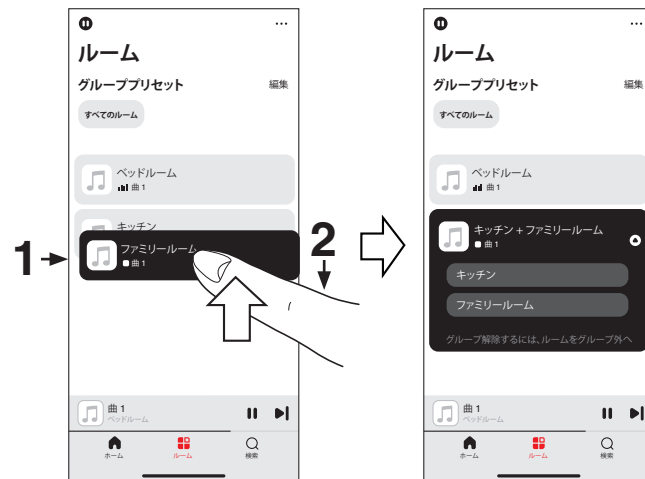 ルーム
グループプリセット 編集
すべてのルーム
ベッドルーム
曲 1
キッチン
ファミリールーム
曲 1
1
2
曲 1
ベッドルーム
ホーム ルーム 検索
ルーム
グループプリセット 編集
すべてのルーム
ベッドルーム
曲 1
キッチン + ファミリールーム
曲 1
キッチン
ファミリールーム
グループ解除するには、ルームをグループ外へ
曲 1
ベッドルーム
ホーム ルーム 検索